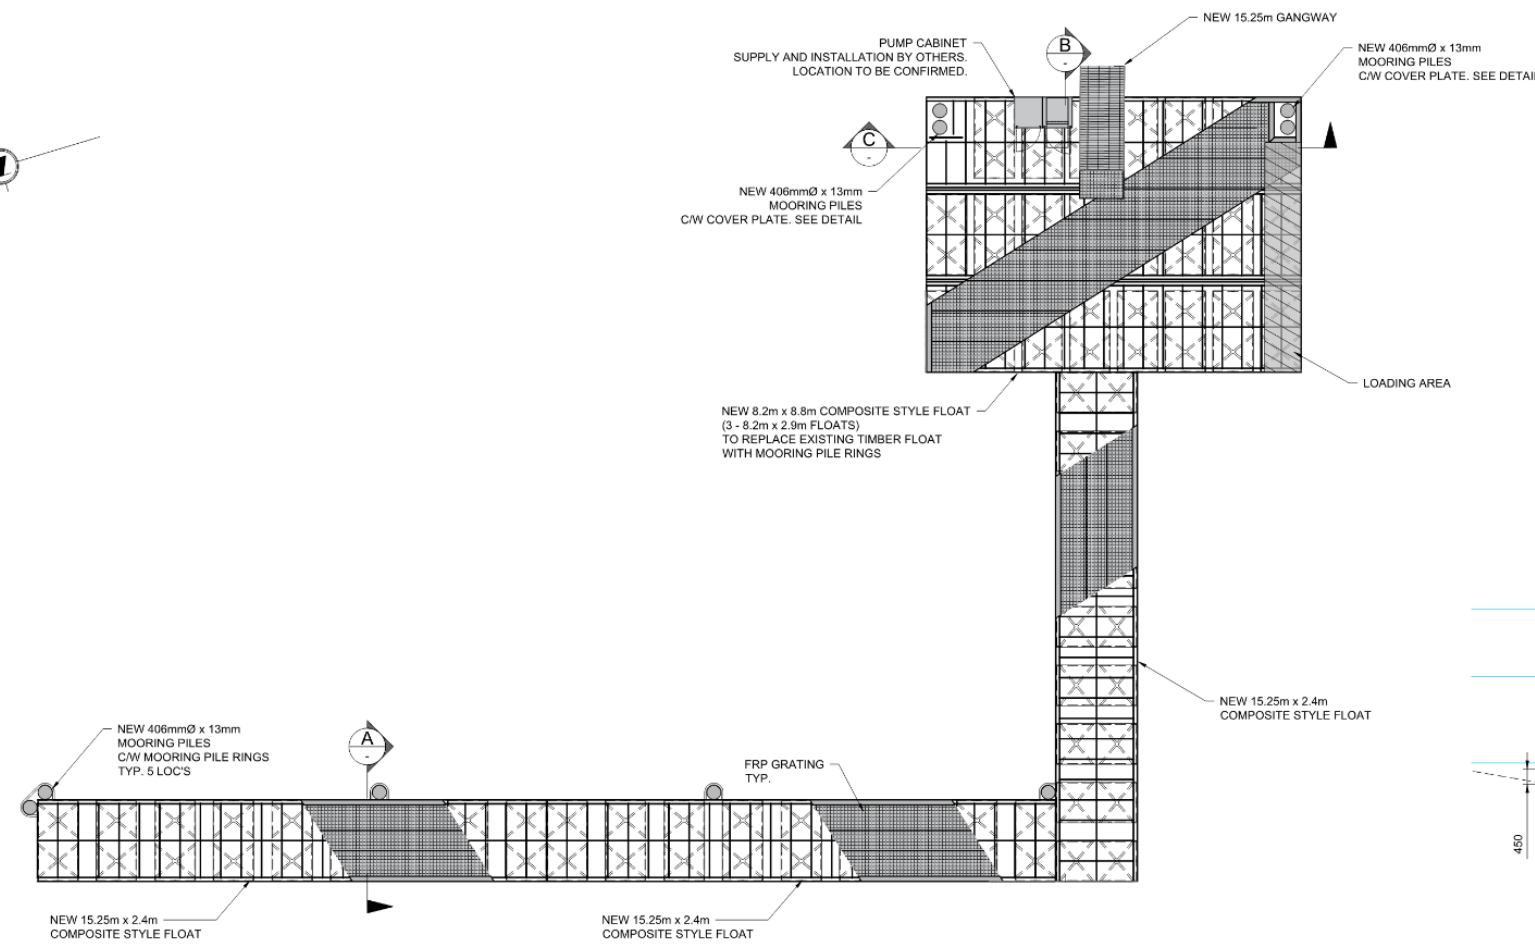 NEW 15.25m GANGWAY
PUMP CABINET
SUPPLY AND INSTALLATION BY OTHERS.
LOCATION TO BE CONFIRMED.
B
-
NEW 406mmØ x 13mm
MOORING PILES
C/W COVER PLATE. SEE DETAIL
C
-
NEW 406mmØ x 13mm
MOORING PILES
C/W COVER PLATE. SEE DETAIL
LOADING AREA
NEW 8.2m x 8.8m COMPOSITE STYLE FLOAT
(3 - 8.2m x 2.9m FLOATS)
TO REPLACE EXISTING TIMBER FLOAT
WITH MOORING PILE RINGS
NEW 15.25m x 2.4m
COMPOSITE STYLE FLOAT
NEW 406mmØ x 13mm
MOORING PILES
C/W MOORING PILE RINGS
TYP. 5 LOC'S
A
-
FRP GRATING
TYP.
450
NEW 15.25m x 2.4m
COMPOSITE STYLE FLOAT
NEW 15.25m x 2.4m
COMPOSITE STYLE FLOAT